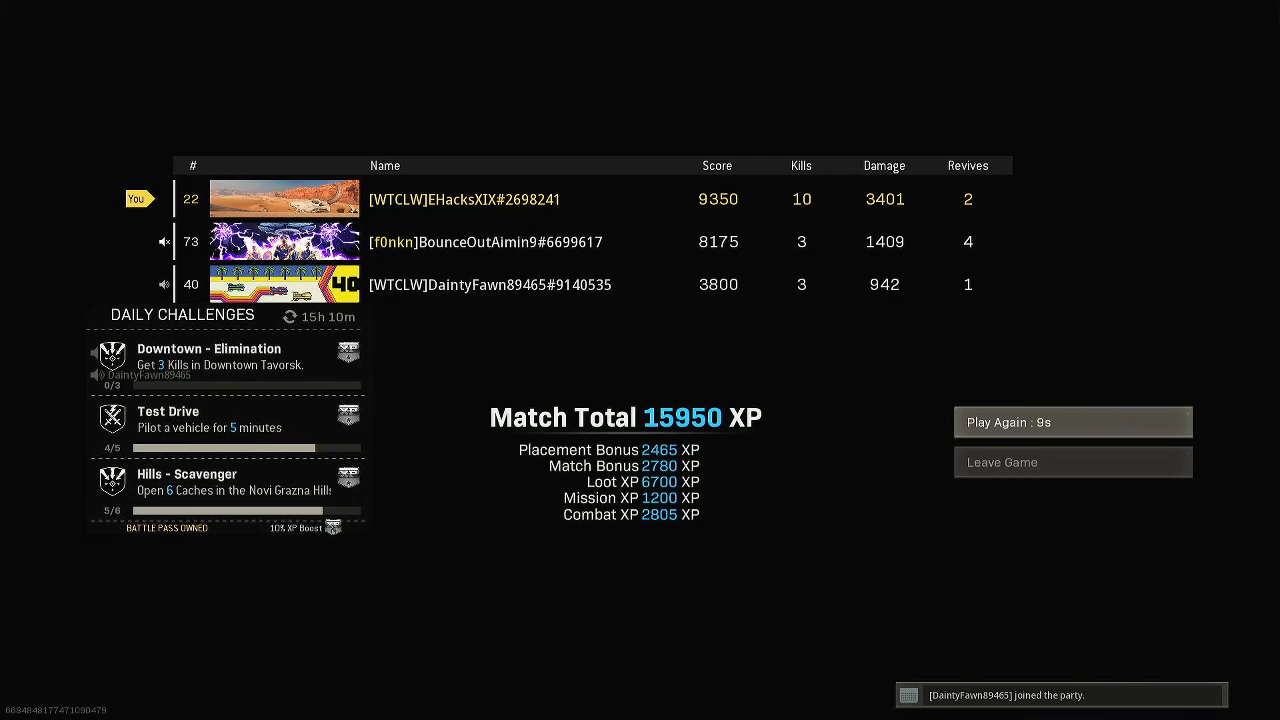 # Name Score Kills Damage Revives
You 22 [WTCLW]EHacksXIX#2698241 9350 10 3401 2
73 [f0nkn]BounceOutAimin9#6699617 8175 3 1409 4
40 40 [WTCLW]DaintyFawn89465#9140535 3800 3 942 1
DAILY CHALLENGES 15h 10m
Downtown - Elimination XP
Get 3 Kills in Downtown Tavorsk.
DaintyFawn89465
0/3
Test Drive XP
Pilot a vehicle for 5 minutes
4/5
Hills - Scavenger XP
Open 6 Caches in the Novi Grazna Hills
5/6
BATTLE PASS OWNED 10% XP Boost
Match Total 15950 XP
Placement Bonus 2465 XP
Match Bonus 2780 XP
Loot XP 6700 XP
Mission XP 1200 XP
Combat XP 2805 XP
Play Again : 9s
Leave Game
[DaintyFawn89465] joined the party.
6684848177471090479